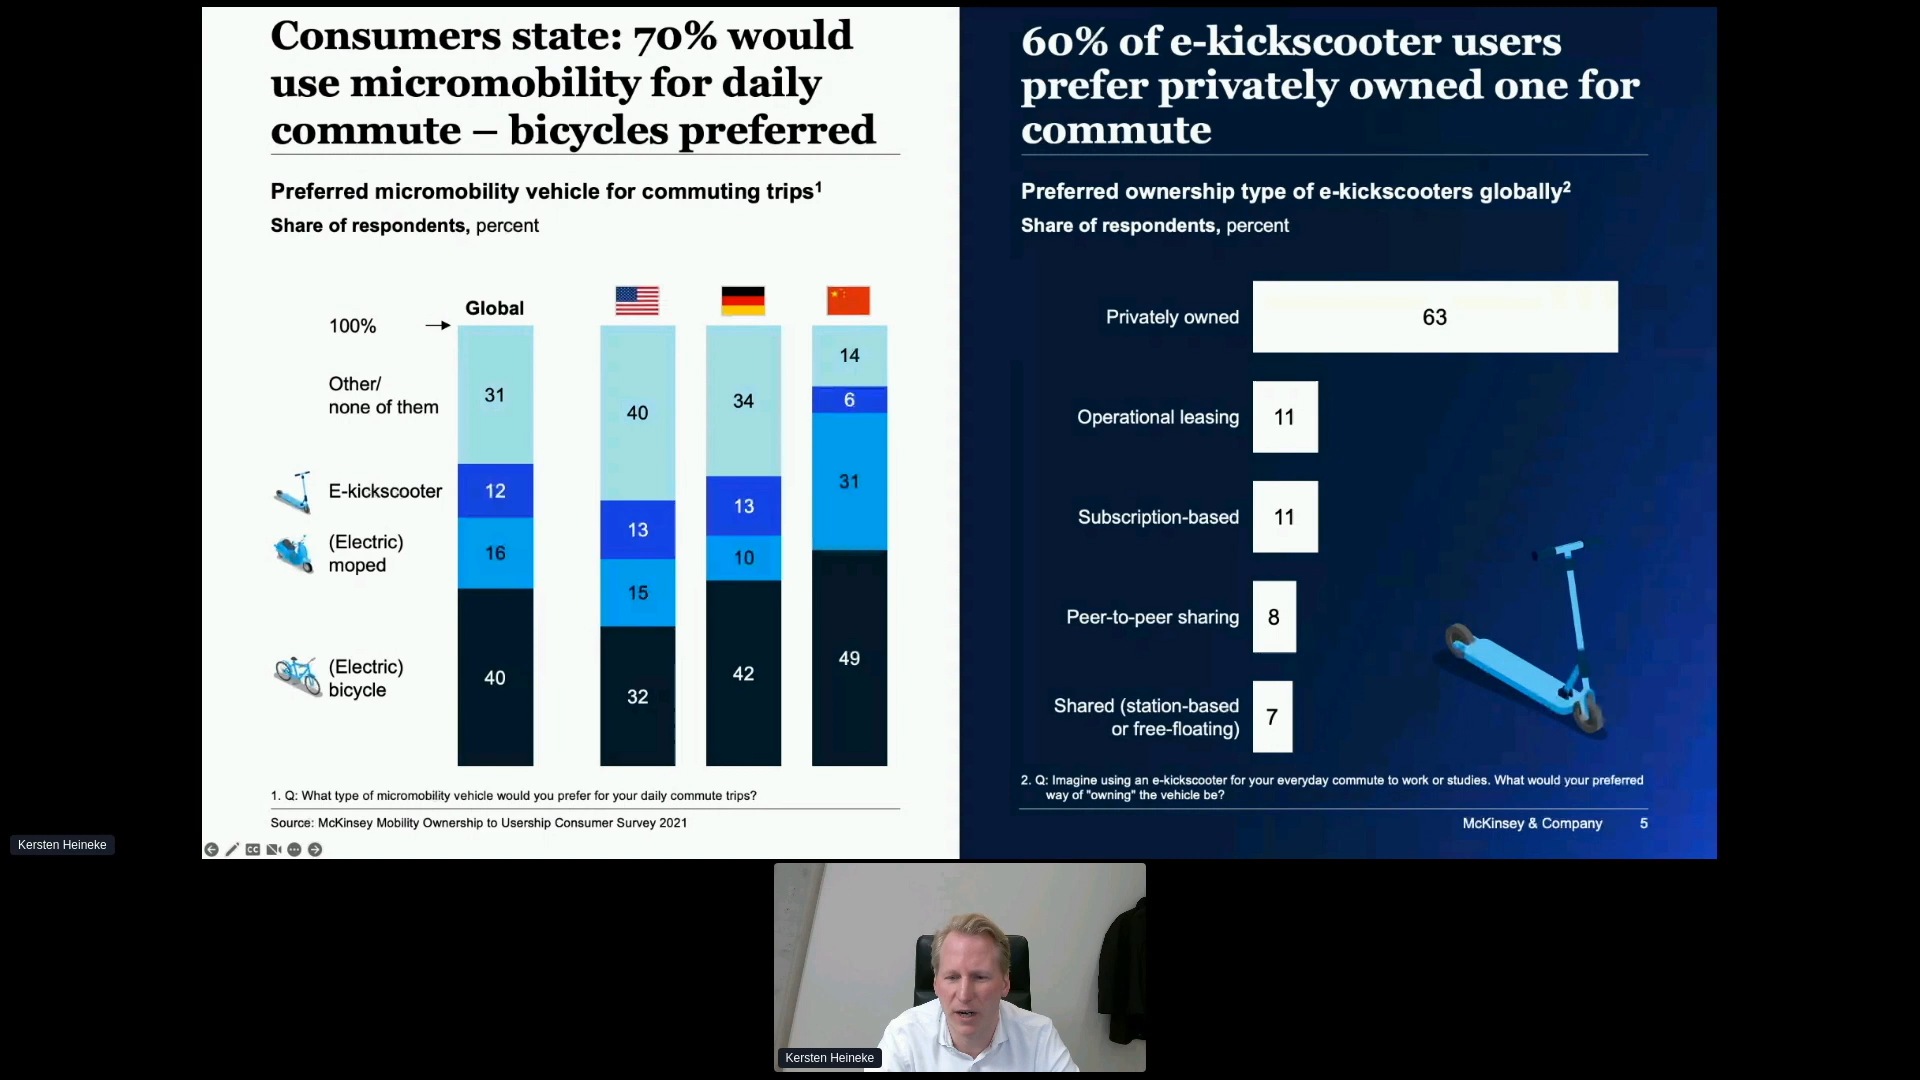 Consumers state: 70% would
use micromobility for daily
commute – bicycles preferred
Preferred micromobility vehicle for commuting trips¹
Share of respondents, percent
Global
100%
Other/
none of them
E-kickscooter
(Electric)
moped
(Electric)
bicycle
31
12
16
40
40
13
15
32
34
13
10
42
14
6
31
49
1. Q: What type of micromobility vehicle would you prefer for your daily commute trips?
Source: McKinsey Mobility Ownership to Usership Consumer Survey 2021
CC
60% of e-kickscooter users
prefer privately owned one for
commute
Preferred ownership type of e-kickscooters globally²
Share of respondents, percent
Privately owned
63
Operational leasing
11
Subscription-based
11
Peer-to-peer sharing
8
Shared (station-based
or free-floating)
7
2. Q: Imagine using an e-kickscooter for your everyday commute to work or studies. What would your preferred
way of "owning" the vehicle be?
McKinsey & Company 5
Kersten Heineke
Kersten Heineke